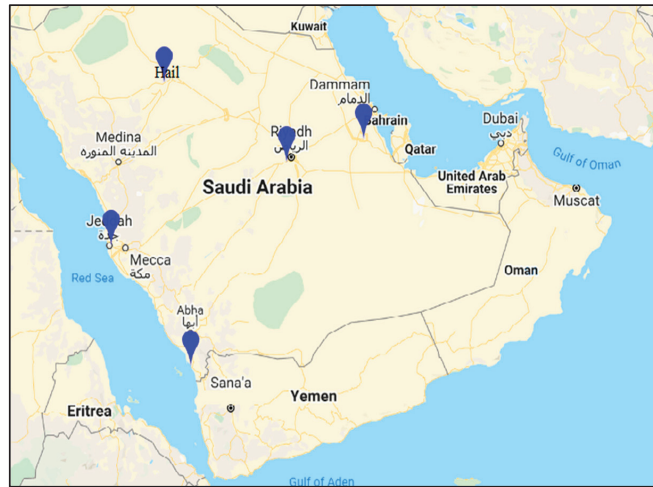 Kuwait
Hail
Dammam
الدمام
Bahrain
Dubai
دبي
Medina
المدينة المنورة
Riyadh
الرياض
Qatar
Gulf of Oman
United Arab
Emirates
Saudi Arabia
Muscat
Jeddah
جدة
Mecca
مكة
Red Sea
Oman
Abha
أبها
Sana'a
Yemen
Eritrea
Gulf of Aden